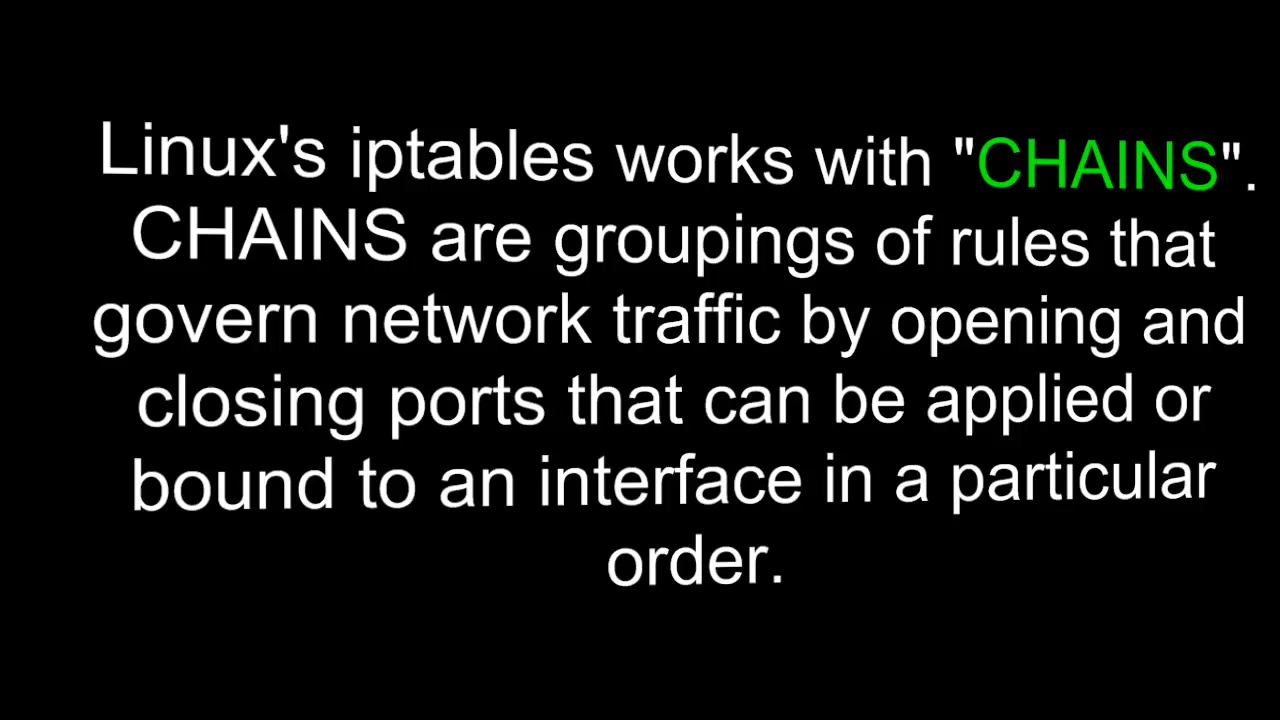 Linux's iptables works with "CHAINS".
CHAINS are groupings of rules that
govern network traffic by opening and
closing ports that can be applied or
bound to an interface in a particular
order.